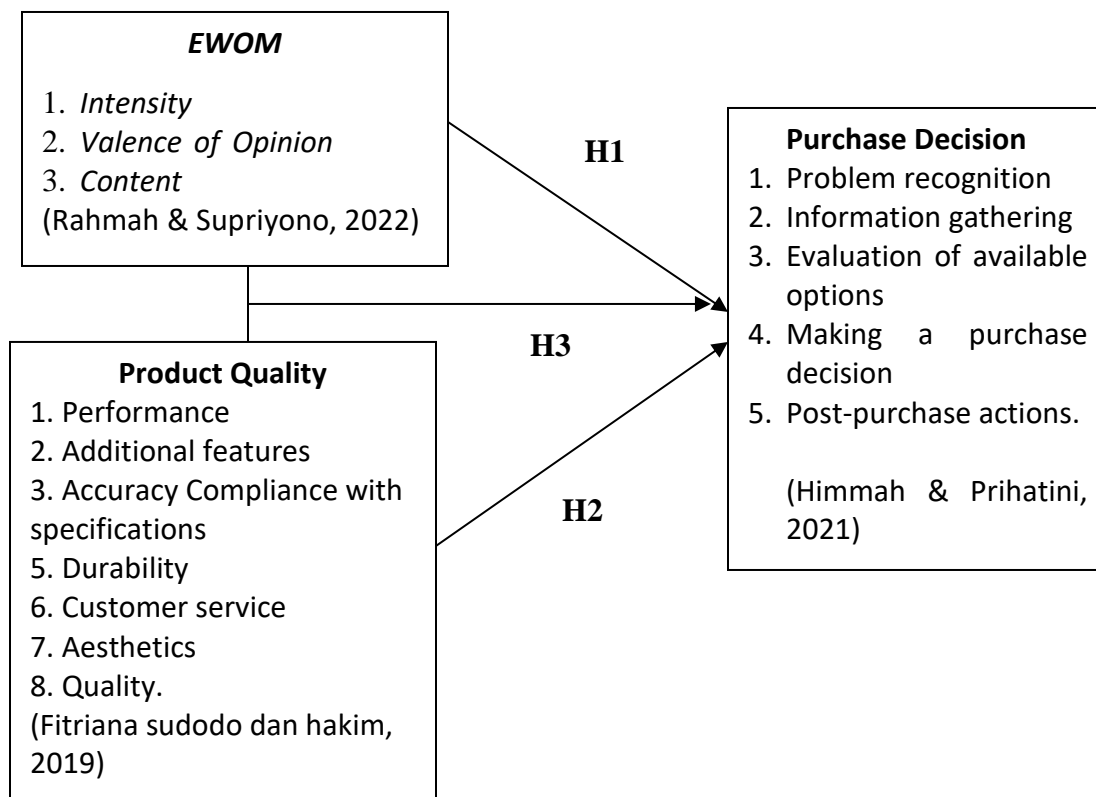 EWOM
1. Intensity
2. Valence of Opinion
3. Content
(Rahmah & Supriyono, 2022)
H1
Purchase Decision
1. Problem recognition
2. Information gathering
3. Evaluation of available
options
4. Making a purchase
decision
5. Post-purchase actions.
(Himmah & Prihatini,
2021)
H3
Product Quality
1. Performance
2. Additional features
3. Accuracy Compliance with
specifications
5. Durability
6. Customer service
7. Aesthetics
8. Quality.
(Fitriana sudodo dan hakim,
2019)
H2